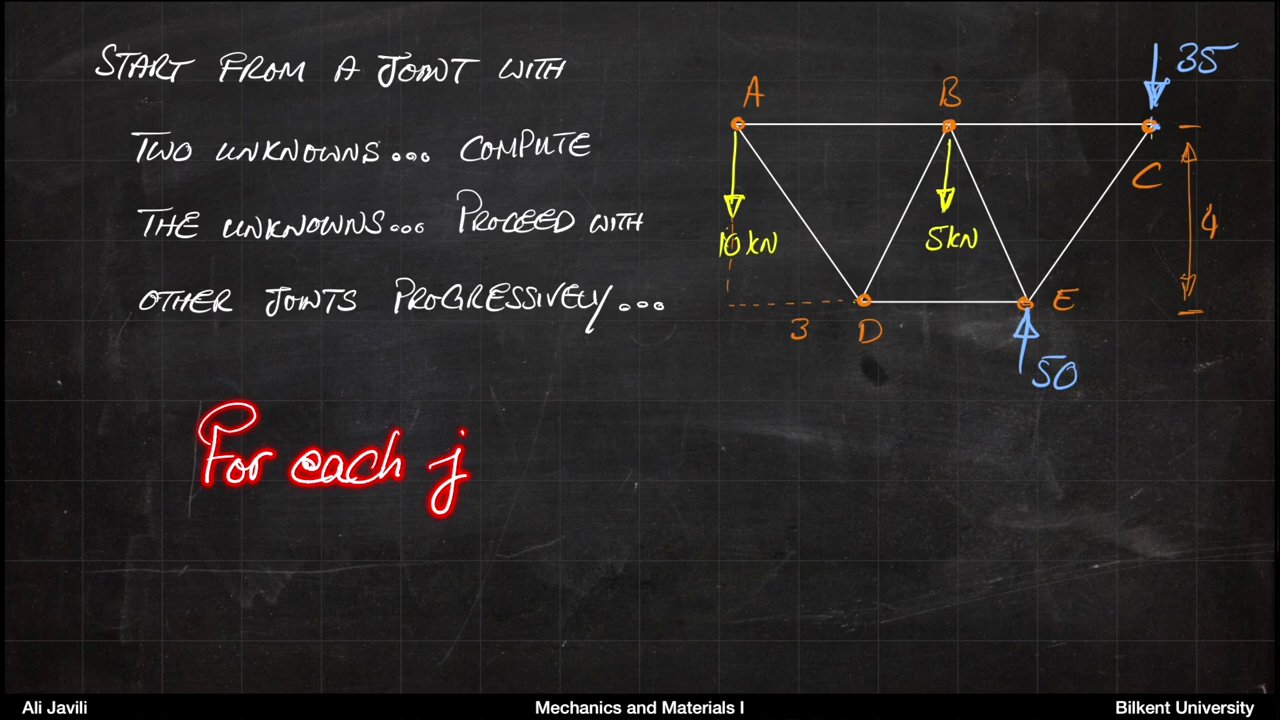 START FROM A JOINT WITH
TWO UNKNOWNS... COMPUTE
THE UNKNOWNS... PROCEED WITH
OTHER JOINTS PROGRESSIVELY...
For each j
35
A
B
C
10 kN
5 kN
4
3
D
E
50
Ali Javili
Mechanics and Materials I
Bilkent University